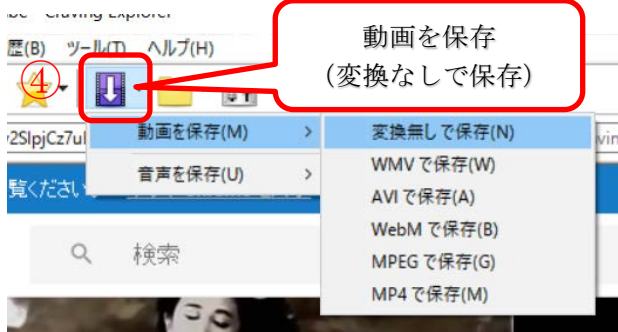 Craving Explorer
歴(B) ツール(T) ヘルプ(H)
動画を保存
(変換なしで保存)
④
動画を保存(M) >
音声を保存(U) >
変換無しで保存(N)
WMV で保存(W)
AVI で保存(A)
WebM で保存(B)
MPEG で保存(G)
MP4 で保存(M)
覧ください
検索